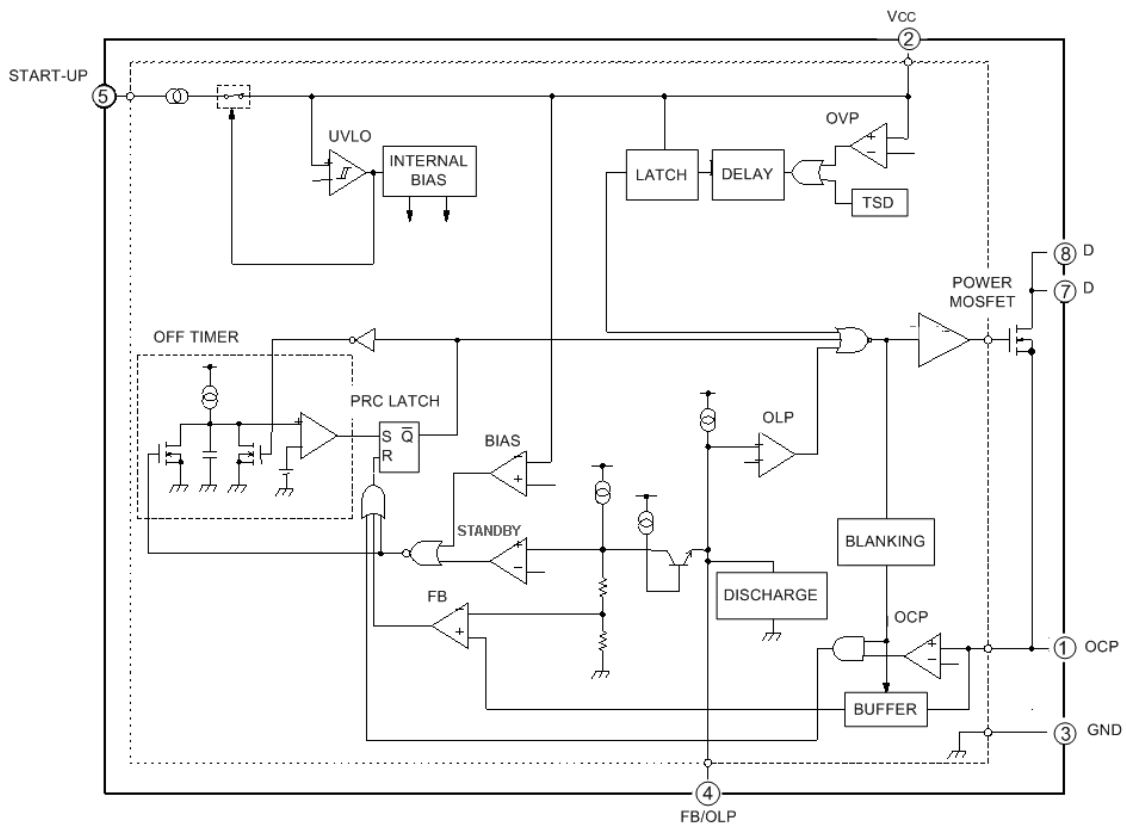 VCC
2
START-UP
5
OVP
+
−
UVLO
+
INTERNAL
BIAS
LATCH
DELAY
TSD
8 D
POWER
MOSFET
7 D
OFF TIMER
PRC LATCH
+
−
S Q
R
BIAS
−
+
OLP
+
−
STANDBY
+
−
BLANKING
FB
−
+
DISCHARGE
OCP
+
−
1 OCP
BUFFER
3 GND
4
FB/OLP